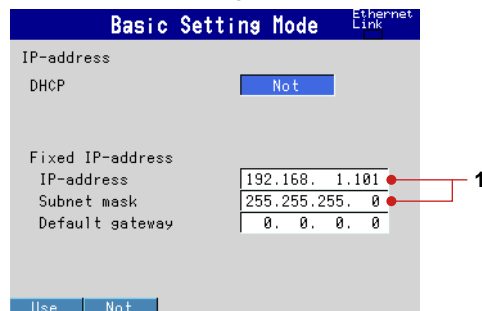 Basic Setting Mode
Ethernet
Link
IP-address
DHCP Not
Fixed IP-address
IP-address 192.168. 1.101
1
Subnet mask 255.255.255. 0
Default gateway 0. 0. 0. 0
Use Not